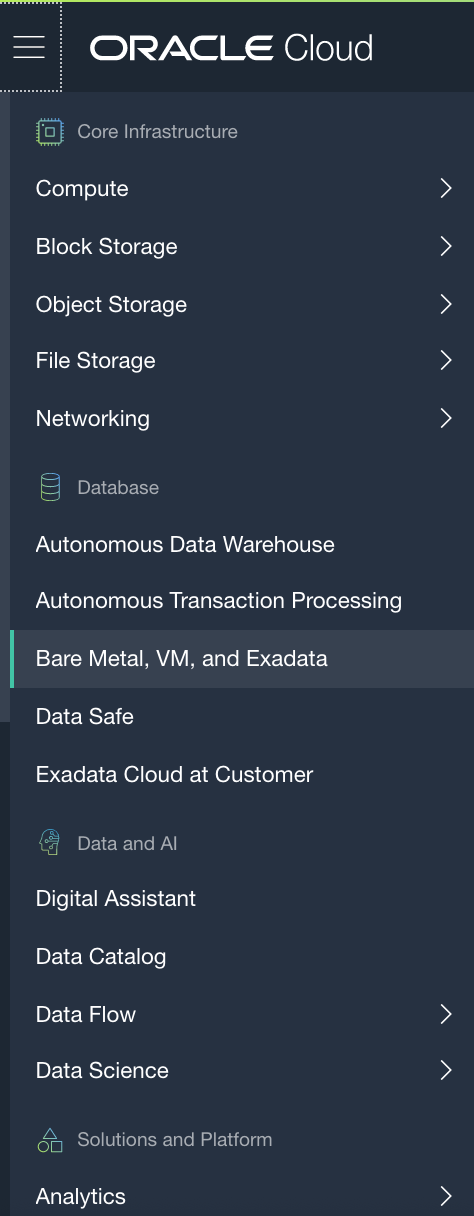 ORACLE Cloud
Core Infrastructure
Compute
Block Storage
Object Storage
File Storage
Networking
Database
Autonomous Data Warehouse
Autonomous Transaction Processing
Bare Metal, VM, and Exadata
Data Safe
Exadata Cloud at Customer
Data and AI
Digital Assistant
Data Catalog
Data Flow
Data Science
Solutions and Platform
Analytics